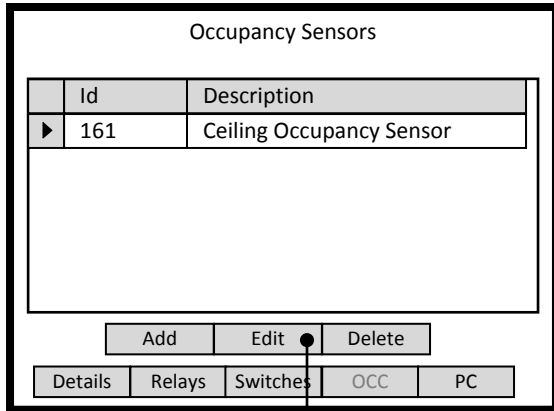 Occupancy Sensors
Id Description
161 Ceiling Occupancy Sensor
Add Edit Delete
Details Relays Switches OCC PC